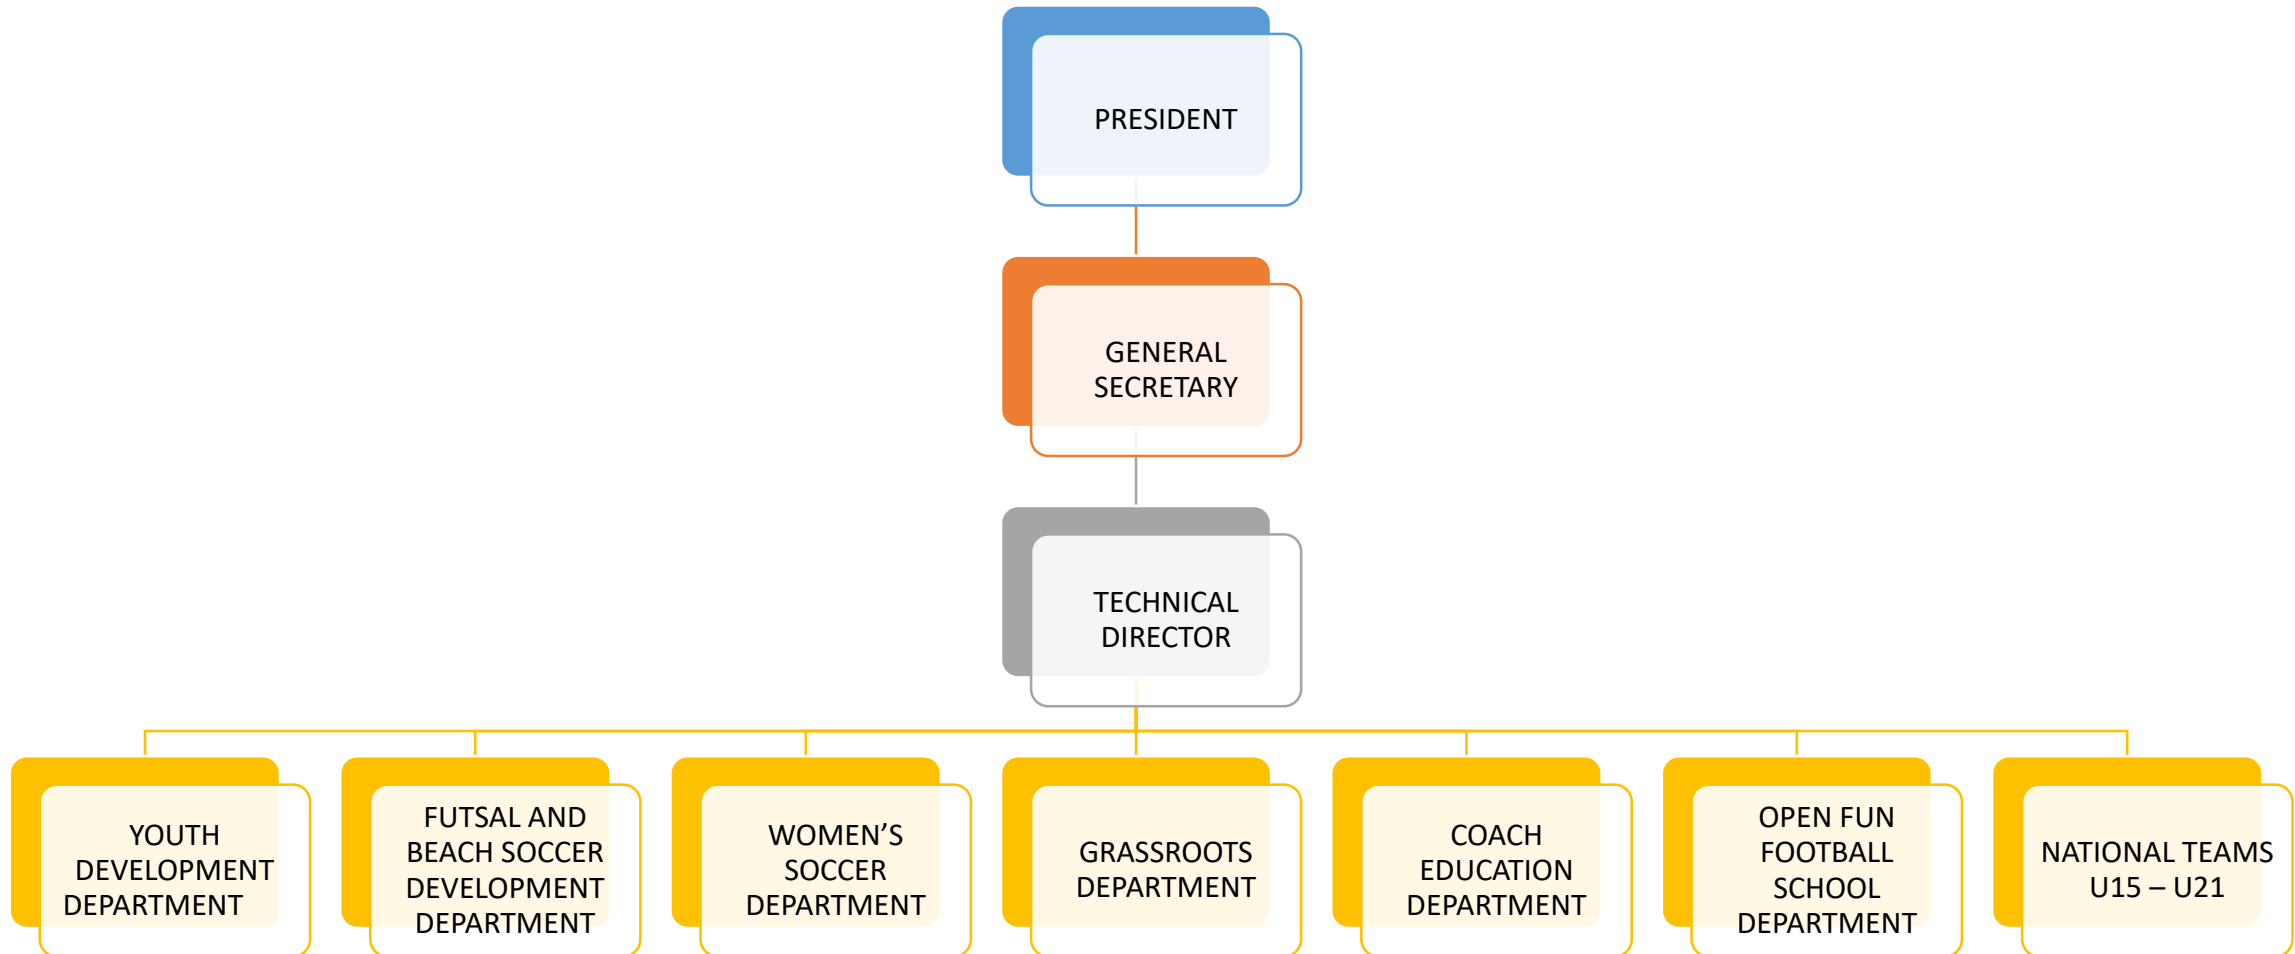 PRESIDENT
GENERAL
SECRETARY
TECHNICAL
DIRECTOR
YOUTH
DEVELOPMENT
DEPARTMENT
FUTSAL AND
BEACH SOCCER
DEVELOPMENT
DEPARTMENT
WOMEN’S
SOCCER
DEPARTMENT
GRASSROOTS
DEPARTMENT
COACH
EDUCATION
DEPARTMENT
OPEN FUN
FOOTBALL
SCHOOL
DEPARTMENT
NATIONAL TEAMS
U15 – U21